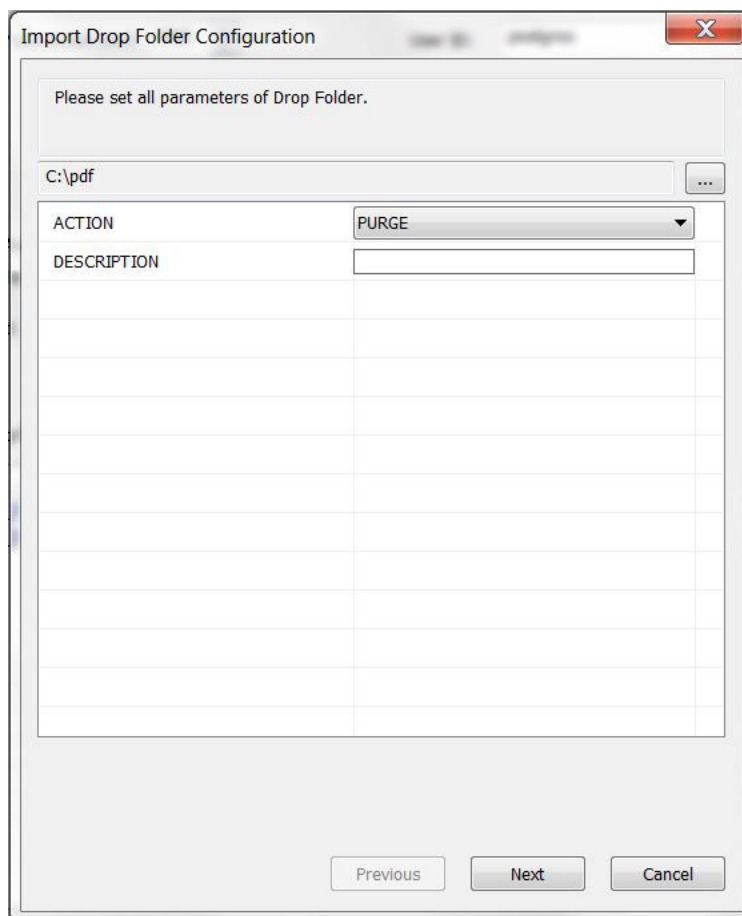 Import Drop Folder Configuration
Please set all parameters of Drop Folder.
C:\pdf
...
ACTION PURGE
DESCRIPTION
Previous Next Cancel